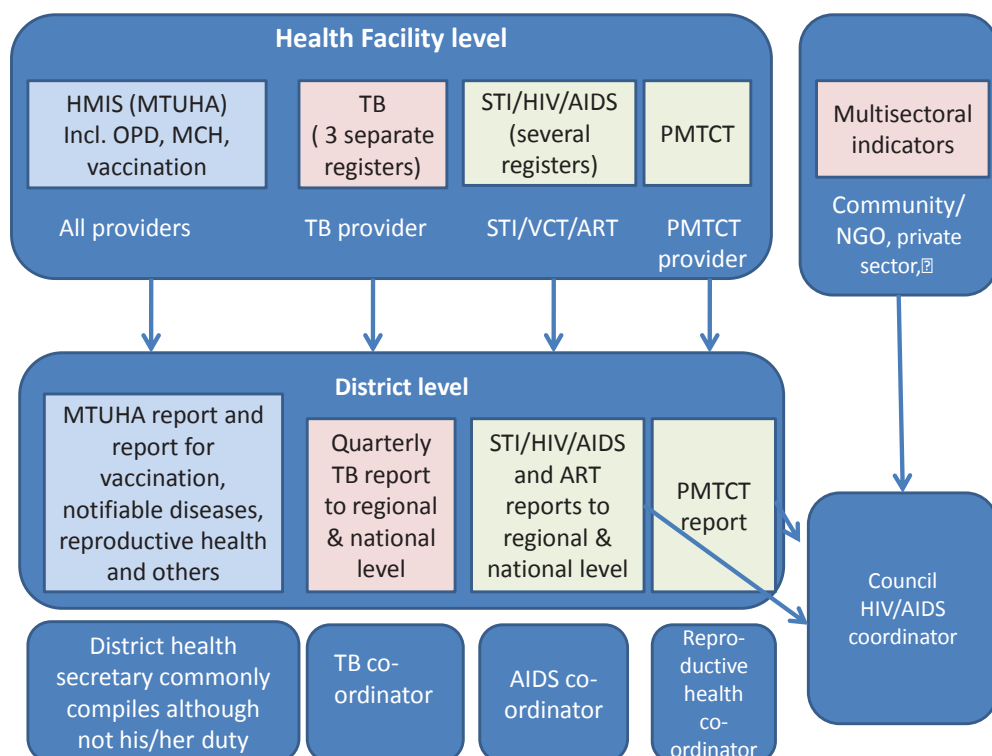 Health Facility level
HMIS (MTUHA)
Incl. OPD, MCH,
vaccination
TB
( 3 separate
registers)
STI/HIV/AIDS
(several
registers)
PMTCT
All providers
TB provider
STI/VCT/ART
PMTCT
provider
Multisectoral
indicators
Community/
NGO, private
sector,⍰
District level
MTUHA report and
report for
vaccination,
notifiable diseases,
reproductive health
and others
Quarterly
TB report
to regional
& national
level
STI/HIV/AIDS
and ART
reports to
regional &
national level
PMTCT
report
Council
HIV/AIDS
coordinator
District health
secretary commonly
compiles although
not his/her duty
TB co-
ordinator
AIDS co-
ordinator
Repro-
ductive
health
co-
ordinator